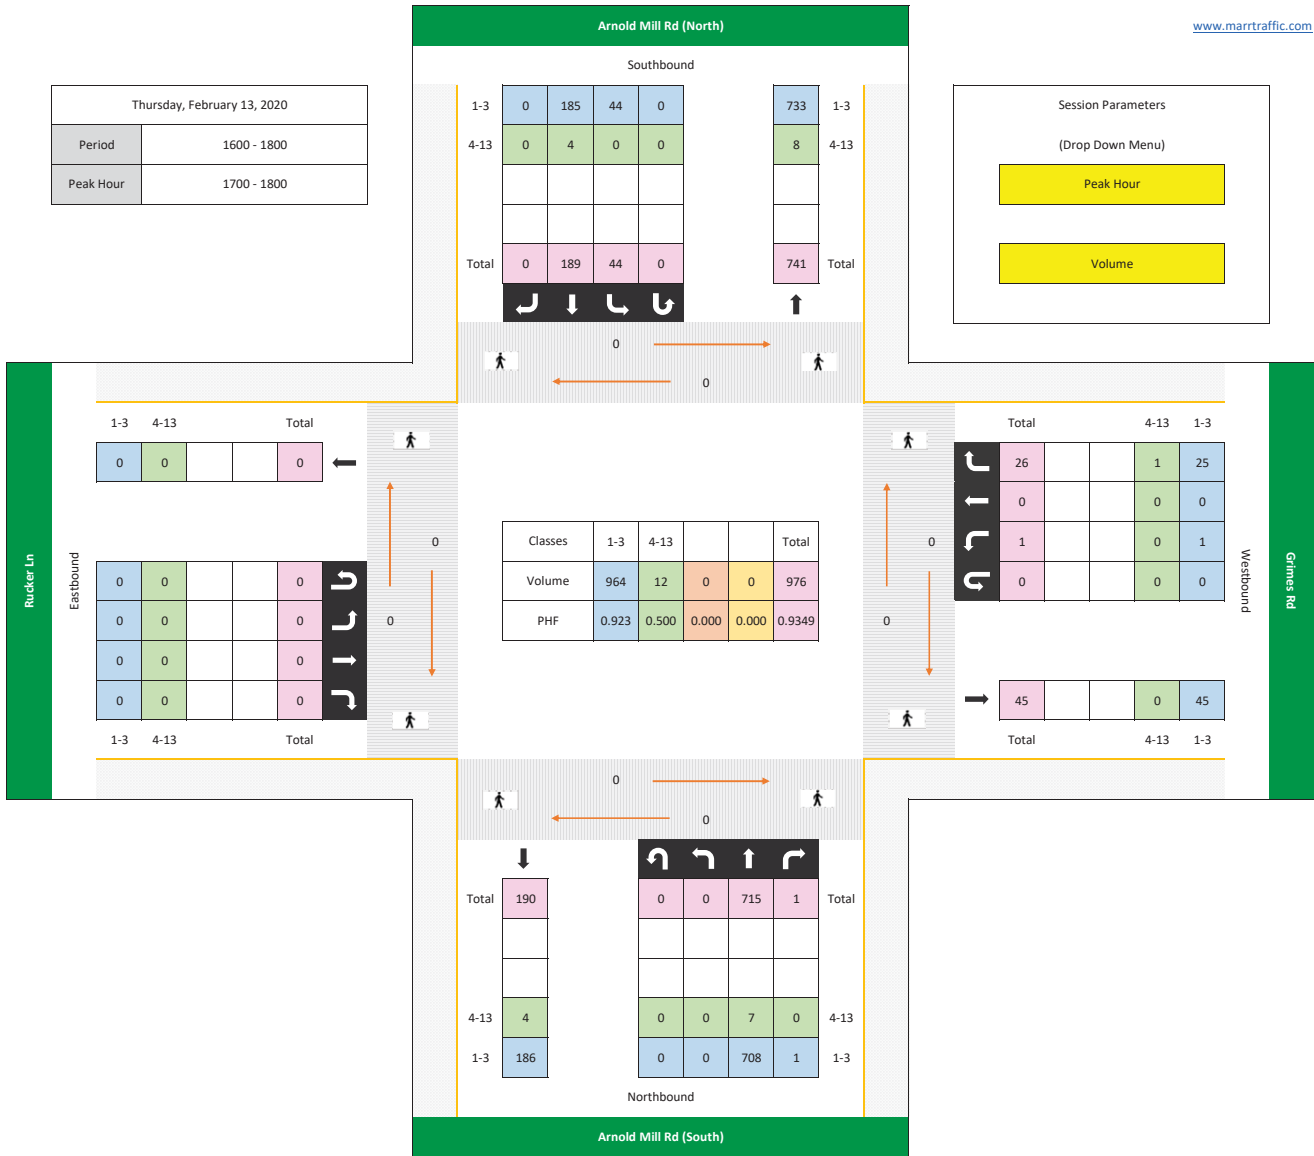 Arnold Mill Rd (North)
www.marrtraffic.com
Southbound
Thursday, February 13, 2020
Period 1600 - 1800
Peak Hour 1700 - 1800
1-3 0 185 44 0 733 1-3
4-13 0 4 0 0 8 4-13
Total 0 189 44 0 741 Total
Session Parameters
(Drop Down Menu)
Peak Hour
Volume
0
0
Rucker Ln
Eastbound
1-3 4-13 Total
0 0 0
0 0 0
0 0 0
0 0 0
0 0 0
1-3 4-13 Total
0
0
Classes 1-3 4-13 Total
Volume 964 12 0 0 976
PHF 0.923 0.500 0.000 0.000 0.9349
0
0
Total 4-13 1-3
26 1 25
0 0 0
1 0 1
0 0 0
45 0 45
Total 4-13 1-3
Westbound
Grimes Rd
0
0
Total 190 0 0 715 1 Total
4-13 4 0 0 7 0 4-13
1-3 186 0 0 708 1 1-3
Northbound
Arnold Mill Rd (South)